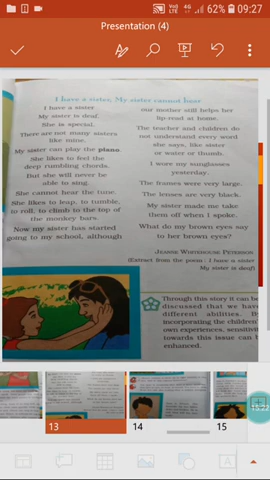 62% 09:27
Presentation (4)
I have a sister, My sister cannot hear
I have a sister
My sister is deaf
She is special.
There are not many sisters
like mine.
My sister can play the piano.
She likes to feel the
deep rumbling chords.
But she will never be
able to sing.
She cannot hear the tune.
She likes to leap, to tumble,
to roll, to climb to the top of
the monkey bars.
Now my sister has started
going to my school, although
our mother still helps her
lip-read at home.
The teacher and children do
not understand every word
she says, like sister
or water or thumb.
I wore my sunglasses
yesterday.
The frames were very large.
The lenses are very black.
My sister made me take
them off when I spoke.
What do my brown eyes say
to her brown eyes?
JEANNE WHITEHOUSE PETERSON
(Extract from the poem : I have a sister
My sister is deaf)
Through this story it can be
discussed that we have
different abilities. By
incorporating the children's
own experiences, sensitivi
towards this issue can b
enhanced.
13
14
15